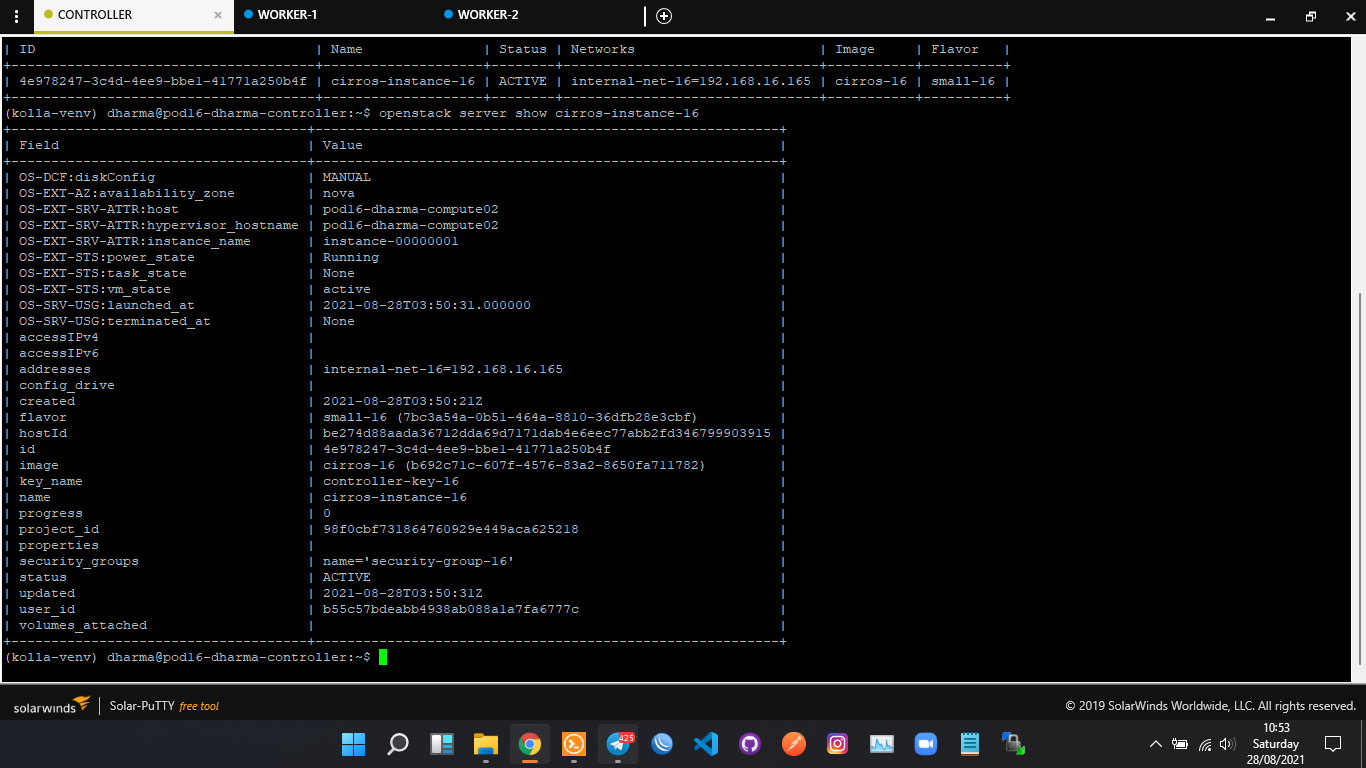 CONTROLLER × WORKER-1 WORKER-2
| ID | Name | Status | Networks | Image | Flavor |
| 4e978247-3c4d-4ee9-bbe1-41771a250b4f | cirros-instance-16 | ACTIVE | internal-net-16=192.168.16.165 | cirros-16 | small-16 |
(kolla-venv) dharma@pod16-dharma-controller:~$ openstack server show cirros-instance-16
| Field | Value |
| OS-DCF:diskConfig | MANUAL |
| OS-EXT-AZ:availability_zone | nova |
| OS-EXT-SRV-ATTR:host | pod16-dharma-compute02 |
| OS-EXT-SRV-ATTR:hypervisor_hostname | pod16-dharma-compute02 |
| OS-EXT-SRV-ATTR:instance_name | instance-00000001 |
| OS-EXT-STS:power_state | Running |
| OS-EXT-STS:task_state | None |
| OS-EXT-STS:vm_state | active |
| OS-SRV-USG:launched_at | 2021-08-28T03:50:31.000000 |
| OS-SRV-USG:terminated_at | None |
| accessIPv4 | |
| accessIPv6 | |
| addresses | internal-net-16=192.168.16.165 |
| config_drive | |
| created | 2021-08-28T03:50:21Z |
| flavor | small-16 (7bc3a54a-0b51-464a-8810-36dfb28e3cbf) |
| hostId | be274d88aada36712dda69d7171dab4e6eec77abb2fd346799903915 |
| id | 4e978247-3c4d-4ee9-bbe1-41771a250b4f |
| image | cirros-16 (b692c71c-607f-4576-83a2-8650fa711782) |
| key_name | controller-key-16 |
| name | cirros-instance-16 |
| progress | 0 |
| project_id | 98f0cbf731864760929e449aca625218 |
| properties | |
| security_groups | name='security-group-16' |
| status | ACTIVE |
| updated | 2021-08-28T03:50:31Z |
| user_id | b55c57bdeabb4938ab088a1a7fa6777c |
| volumes_attached | |
(kolla-venv) dharma@pod16-dharma-controller:~$
solarwinds | Solar-PuTTY free tool © 2019 SolarWinds Worldwide, LLC. All rights reserved.
425
10:53
Saturday
28/08/2021